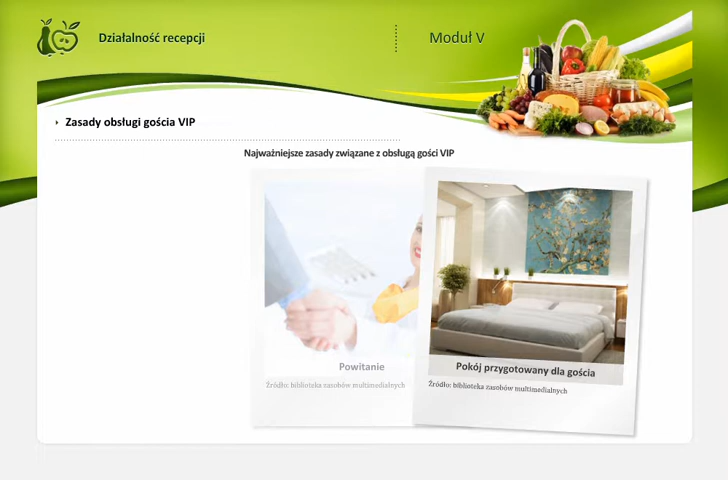 Działalność recepcji
Moduł V
Zasady obsługi gościa VIP
Najważniejsze zasady związane z obsługą gości VIP
Powitanie
Źródło: biblioteka zasobów multimedialnych
Pokój przygotowany dla gościa
Źródło: biblioteka zasobów multimedialnych